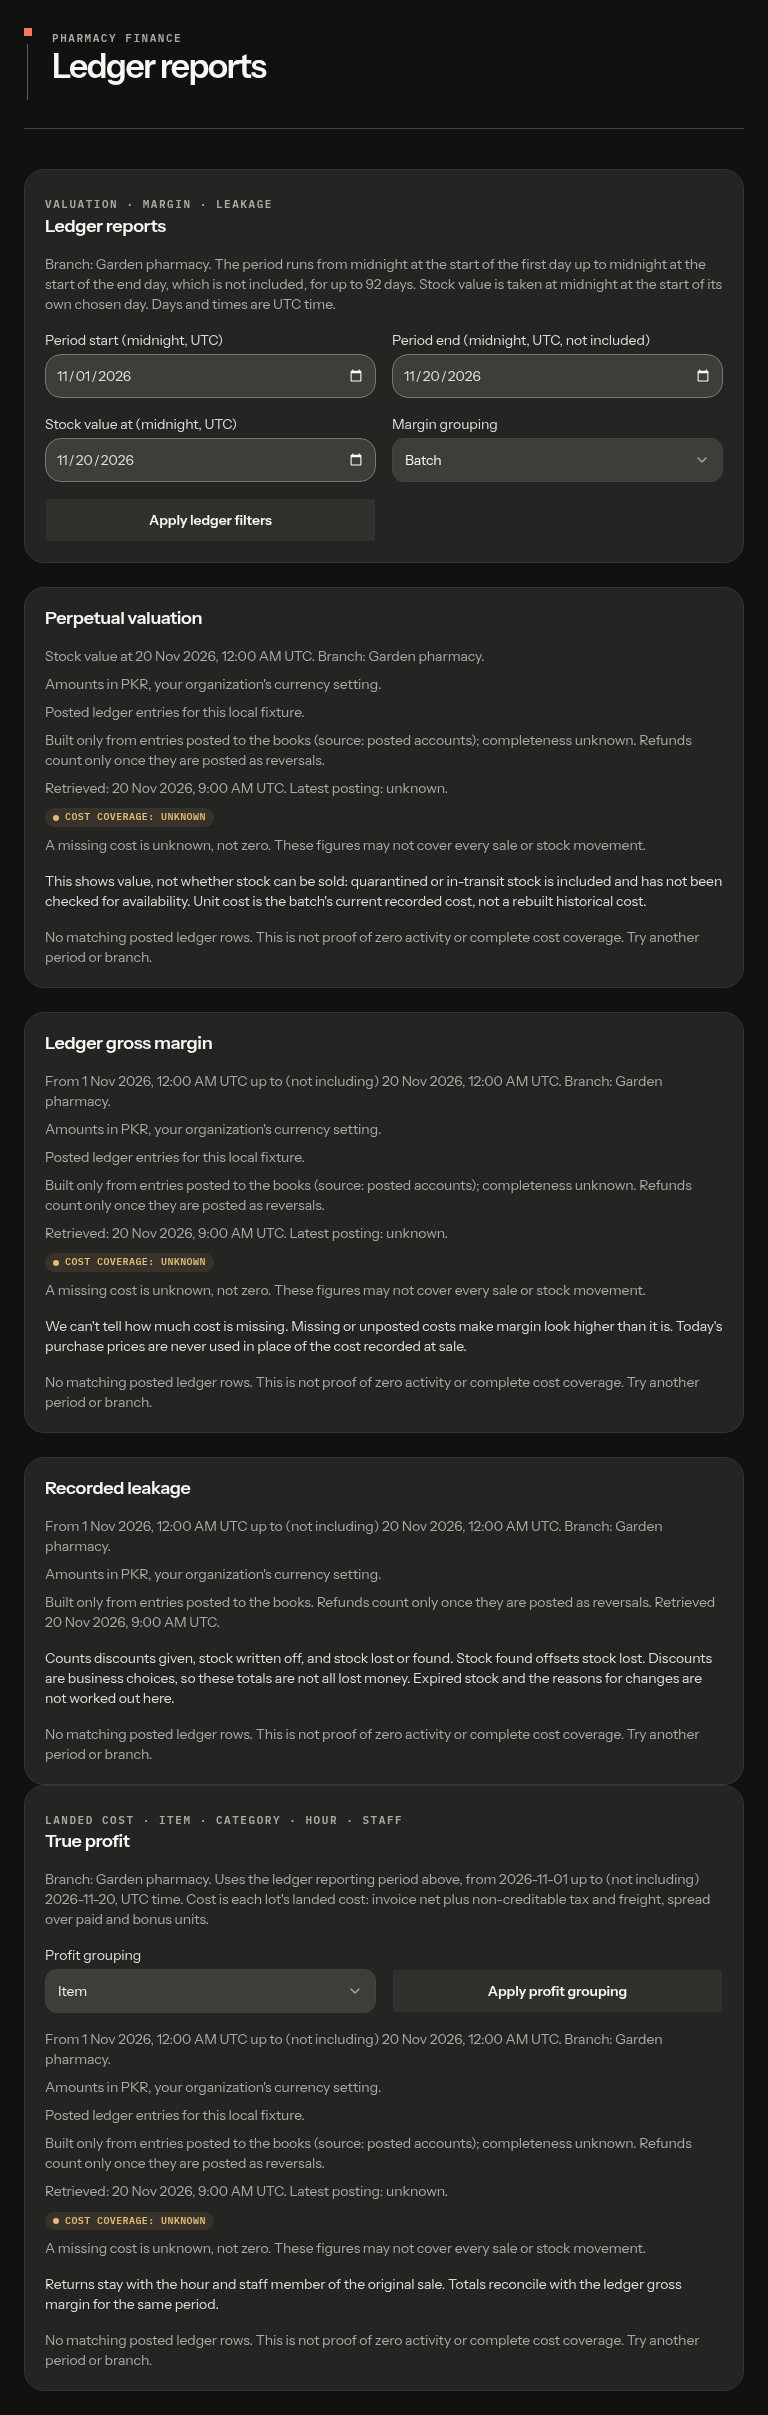 PHARMACY FINANCE
Ledger reports
VALUATION · MARGIN · LEAKAGE
Ledger reports
Branch: Garden pharmacy. The period runs from midnight at the start of the first day up to midnight at the
start of the end day, which is not included, for up to 92 days. Stock value is taken at midnight at the start of its
own chosen day. Days and times are UTC time.
Period start (midnight, UTC)
Period end (midnight, UTC, not included)
11/01/2026
11/20/2026
Stock value at (midnight, UTC)
Margin grouping
11/20/2026
Batch
Apply ledger filters
Perpetual valuation
Stock value at 20 Nov 2026, 12:00 AM UTC. Branch: Garden pharmacy.
Amounts in PKR, your organization's currency setting.
Posted ledger entries for this local fixture.
Built only from entries posted to the books (source: posted accounts); completeness unknown. Refunds
count only once they are posted as reversals.
Retrieved: 20 Nov 2026, 9:00 AM UTC. Latest posting: unknown.
COST COVERAGE: UNKNOWN
A missing cost is unknown, not zero. These figures may not cover every sale or stock movement.
This shows value, not whether stock can be sold: quarantined or in-transit stock is included and has not been
checked for availability. Unit cost is the batch's current recorded cost, not a rebuilt historical cost.
No matching posted ledger rows. This is not proof of zero activity or complete cost coverage. Try another
period or branch.
Ledger gross margin
From 1 Nov 2026, 12:00 AM UTC up to (not including) 20 Nov 2026, 12:00 AM UTC. Branch: Garden
pharmacy.
Amounts in PKR, your organization's currency setting.
Posted ledger entries for this local fixture.
Built only from entries posted to the books (source: posted accounts); completeness unknown. Refunds
count only once they are posted as reversals.
Retrieved: 20 Nov 2026, 9:00 AM UTC. Latest posting: unknown.
COST COVERAGE: UNKNOWN
A missing cost is unknown, not zero. These figures may not cover every sale or stock movement.
We can't tell how much cost is missing. Missing or unposted costs make margin look higher than it is. Today's
purchase prices are never used in place of the cost recorded at sale.
No matching posted ledger rows. This is not proof of zero activity or complete cost coverage. Try another
period or branch.
Recorded leakage
From 1 Nov 2026, 12:00 AM UTC up to (not including) 20 Nov 2026, 12:00 AM UTC. Branch: Garden
pharmacy.
Amounts in PKR, your organization's currency setting.
Built only from entries posted to the books. Refunds count only once they are posted as reversals. Retrieved
20 Nov 2026, 9:00 AM UTC.
Counts discounts given, stock written off, and stock lost or found. Stock found offsets stock lost. Discounts
are business choices, so these totals are not all lost money. Expired stock and the reasons for changes are
not worked out here.
No matching posted ledger rows. This is not proof of zero activity or complete cost coverage. Try another
period or branch.
LANDED COST · ITEM · CATEGORY · HOUR · STAFF
True profit
Branch: Garden pharmacy. Uses the ledger reporting period above, from 2026-11-01 up to (not including)
2026-11-20, UTC time. Cost is each lot's landed cost: invoice net plus non-creditable tax and freight, spread
over paid and bonus units.
Profit grouping
Item
Apply profit grouping
From 1 Nov 2026, 12:00 AM UTC up to (not including) 20 Nov 2026, 12:00 AM UTC. Branch: Garden
pharmacy.
Amounts in PKR, your organization's currency setting.
Posted ledger entries for this local fixture.
Built only from entries posted to the books (source: posted accounts); completeness unknown. Refunds
count only once they are posted as reversals.
Retrieved: 20 Nov 2026, 9:00 AM UTC. Latest posting: unknown.
COST COVERAGE: UNKNOWN
A missing cost is unknown, not zero. These figures may not cover every sale or stock movement.
Returns stay with the hour and staff member of the original sale. Totals reconcile with the ledger gross
margin for the same period.
No matching posted ledger rows. This is not proof of zero activity or complete cost coverage. Try another
period or branch.